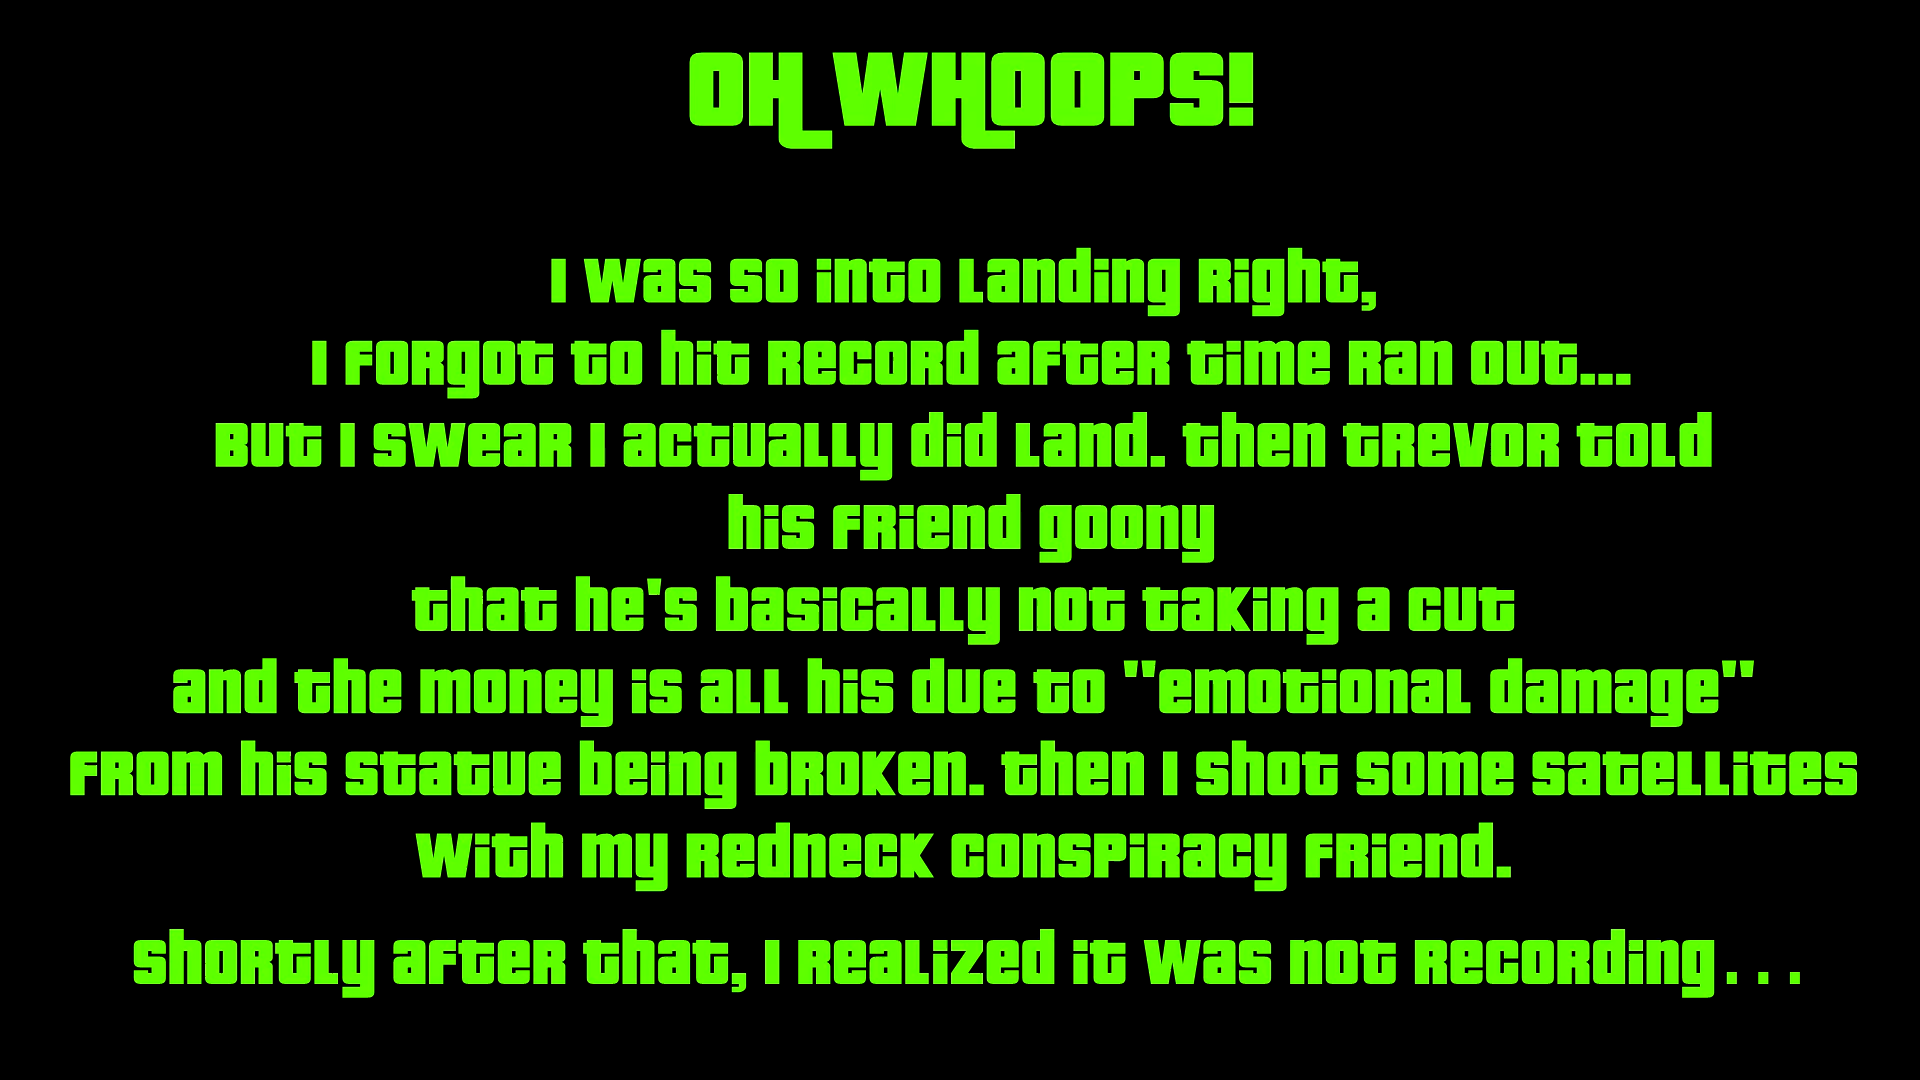 OH WHOOPS!
I was so into landing right,
I forgot to hit record after time ran out...
But I swear I actually did land. then trevor told
his friend goony
that he's basically not taking a cut
and the money is all his due to "emotional damage"
from his statue being broken. then I shot some satellites
with my redneck conspiracy friend.
shortly after that, I realized it was not recording...